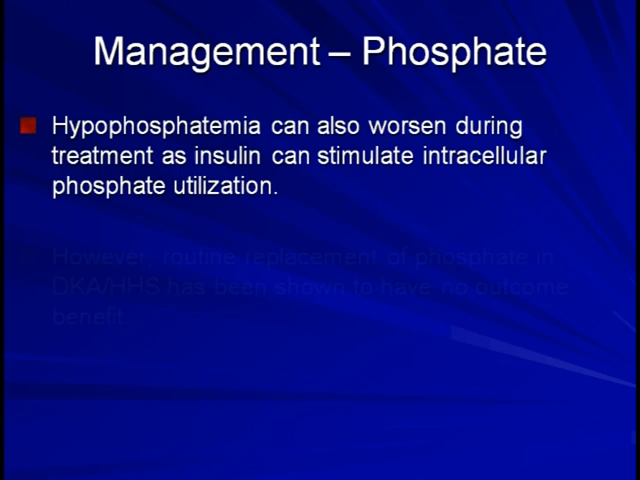 Management – Phosphate
Hypophosphatemia can also worsen during
treatment as insulin can stimulate intracellular
phosphate utilization.
However, routine replacement of phosphate in
DKA/HHS has been shown to have no outcome
benefit.